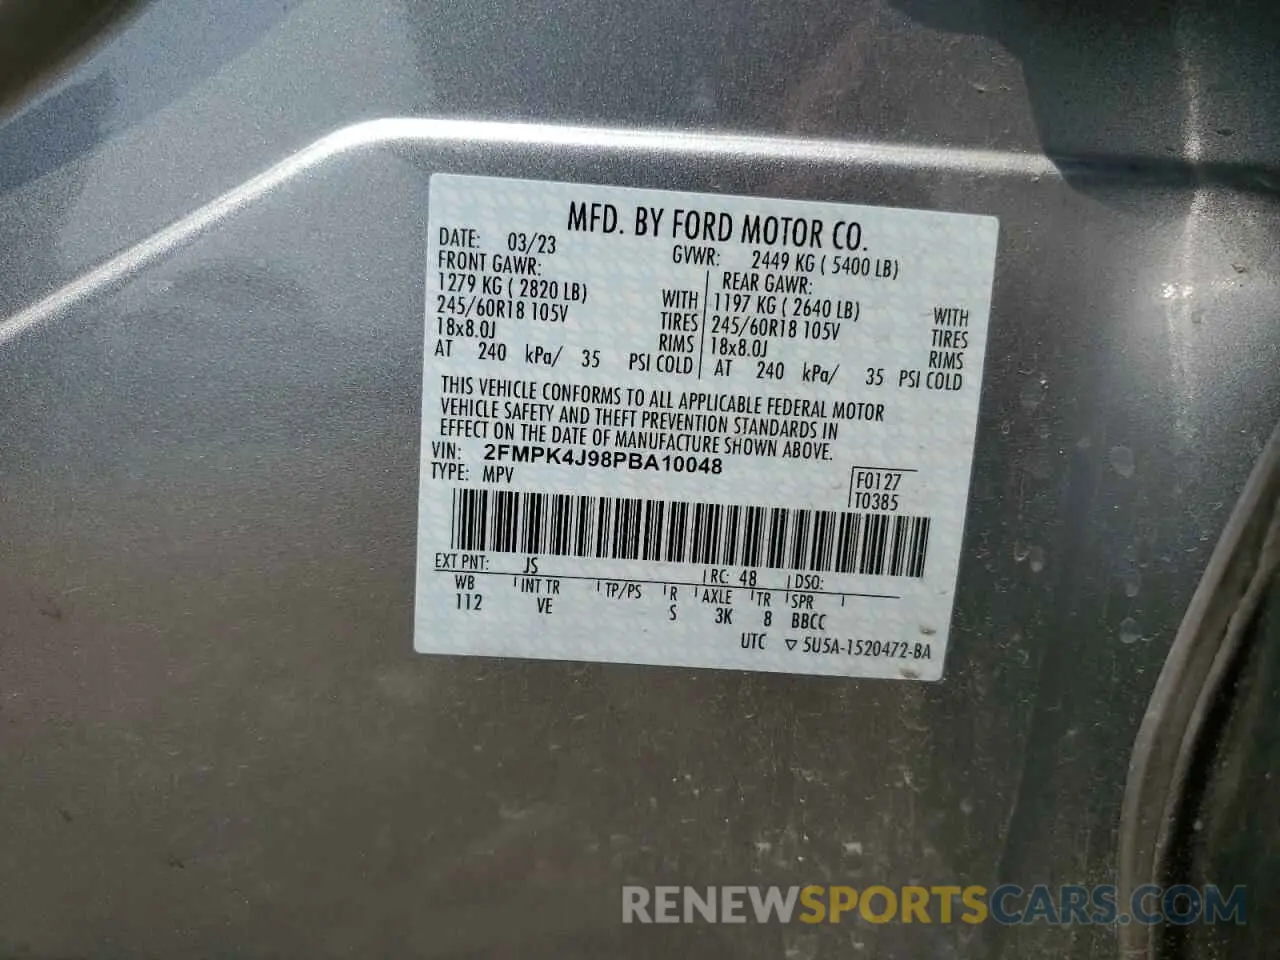 MFD. BY FORD MOTOR CO.
DATE: 03/23 GVWR: 2449 KG ( 5400 LB)
FRONT GAWR: REAR GAWR:
1279 KG ( 2820 LB) WITH 1197 KG ( 2640 LB) WITH
245/60R18 105V TIRES 245/60R18 105V TIRES
18x8.0J RIMS 18x8.0J RIMS
AT 240 kPa/ 35 PSI COLD AT 240 kPa/ 35 PSI COLD
THIS VEHICLE CONFORMS TO ALL APPLICABLE FEDERAL MOTOR
VEHICLE SAFETY AND THEFT PREVENTION STANDARDS IN
EFFECT ON THE DATE OF MANUFACTURE SHOWN ABOVE.
VIN: 2FMPK4J98PBA10048
TYPE: MPV
F0127
T0385
EXT PNT: JS RC: 48 DSO:
WB INT TR TP/PS R AXLE TR SPR
112 VE S 3K 8 BBCC
UTC ▽ 5U5A-1520472-BA
RENEWSPORTSCARS.COM